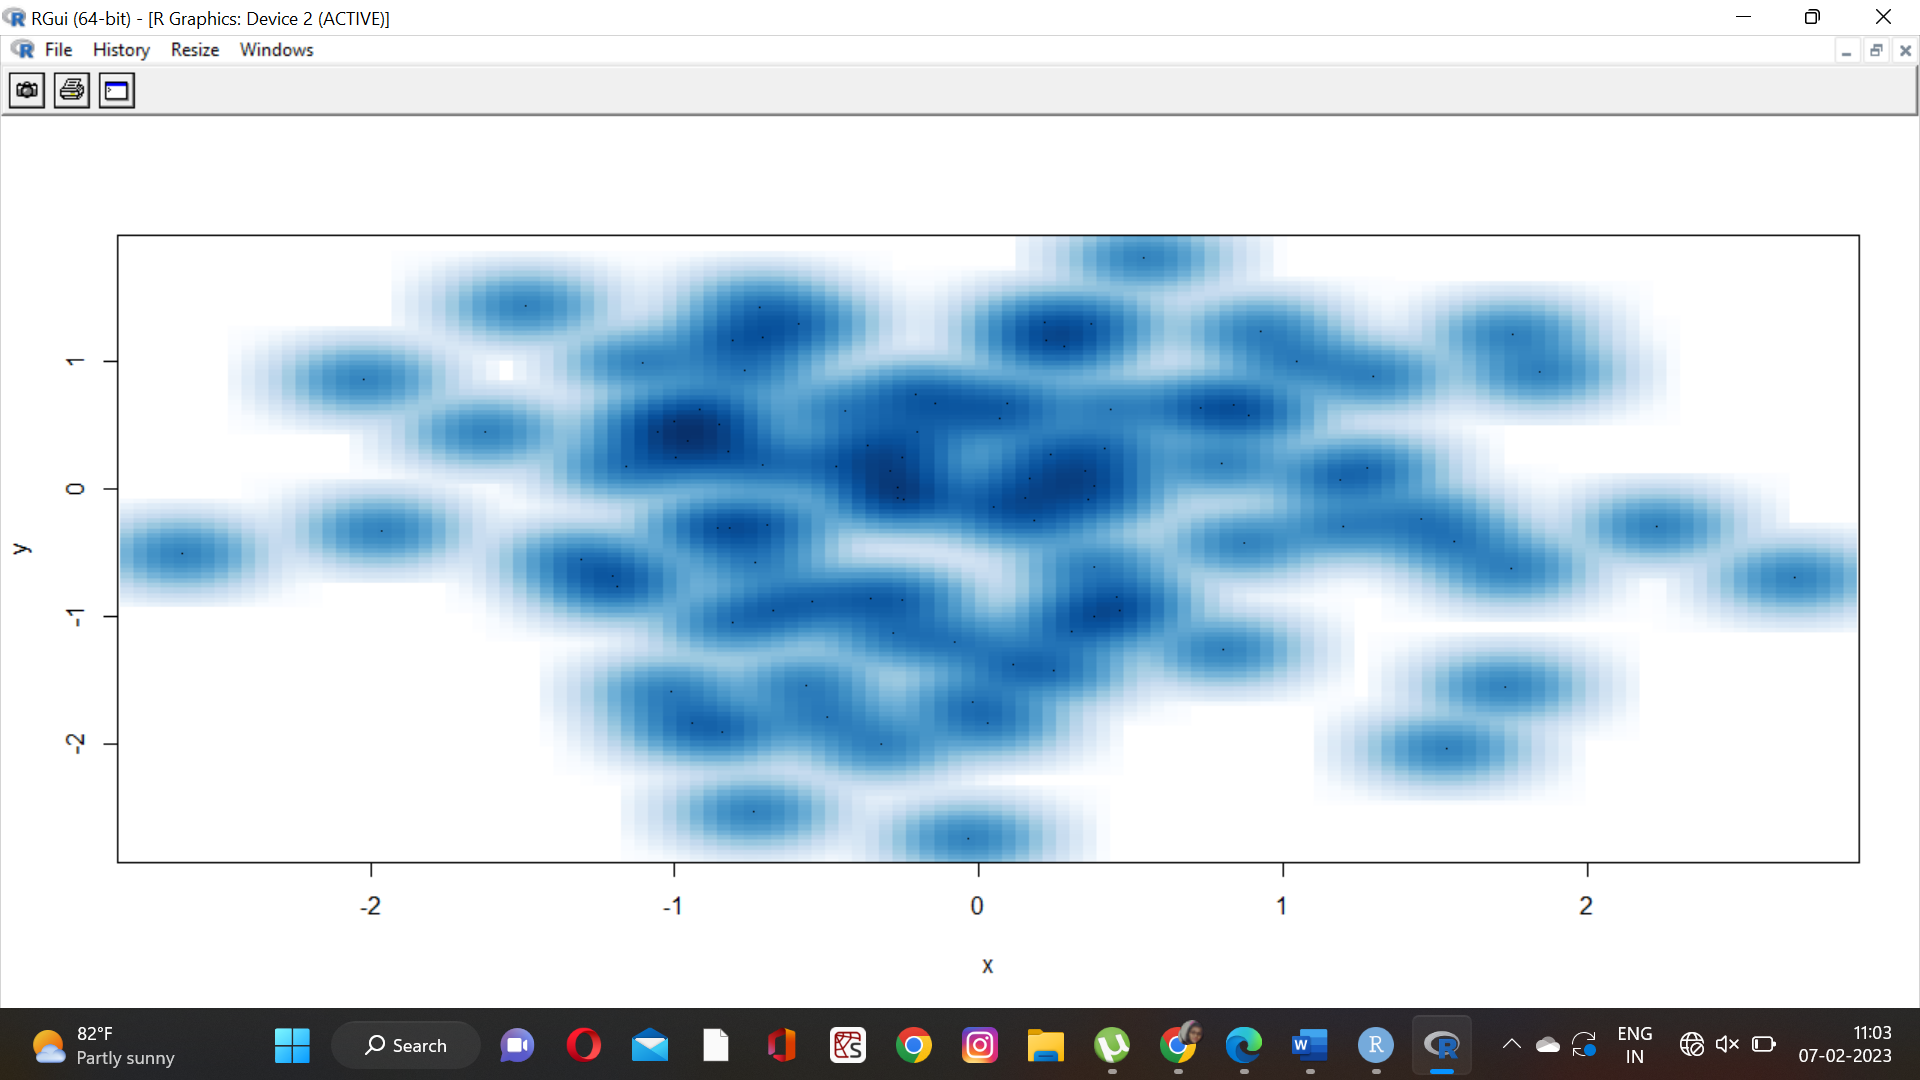 RGui (64-bit) - [R Graphics: Device 2 (ACTIVE)]
File History Resize Windows
1
0
-1
-2
y
-2 -1 0 1 2
x
82°F
Partly sunny
Search
ENG
IN
11:03
07-02-2023